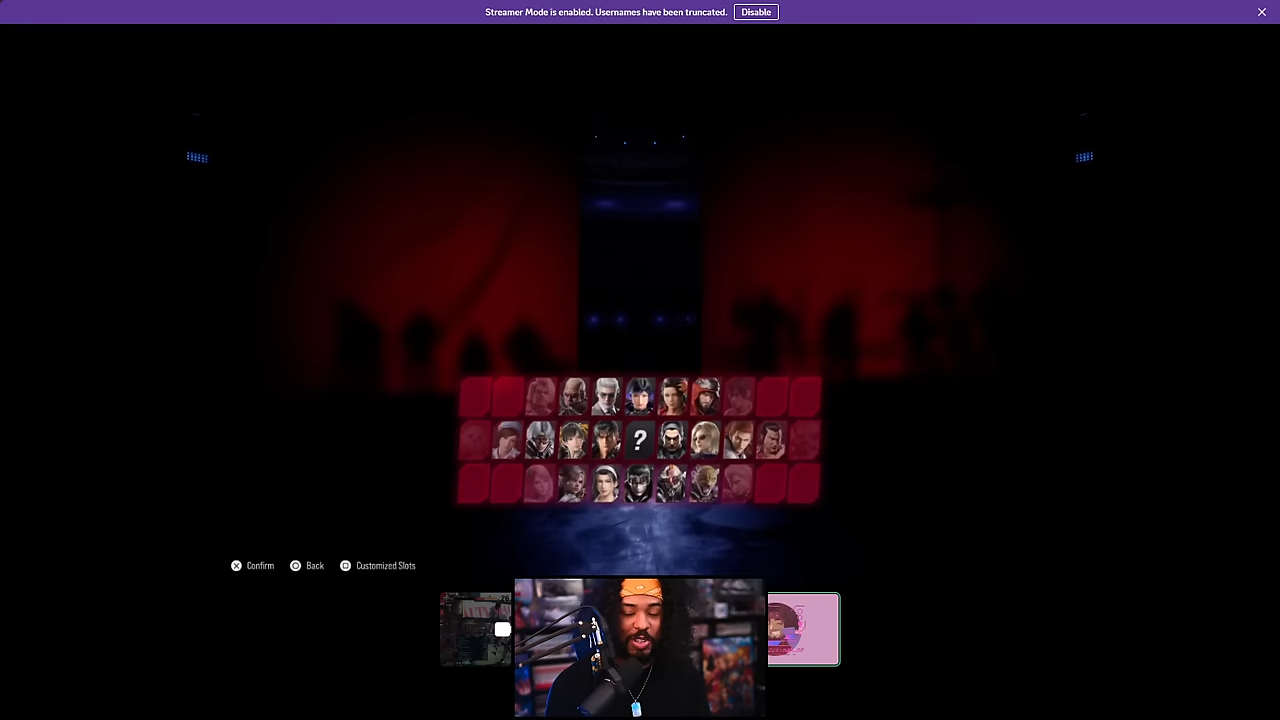 Streamer Mode is enabled. Usernames have been truncated. Disable
?
Confirm Back Customized Slots